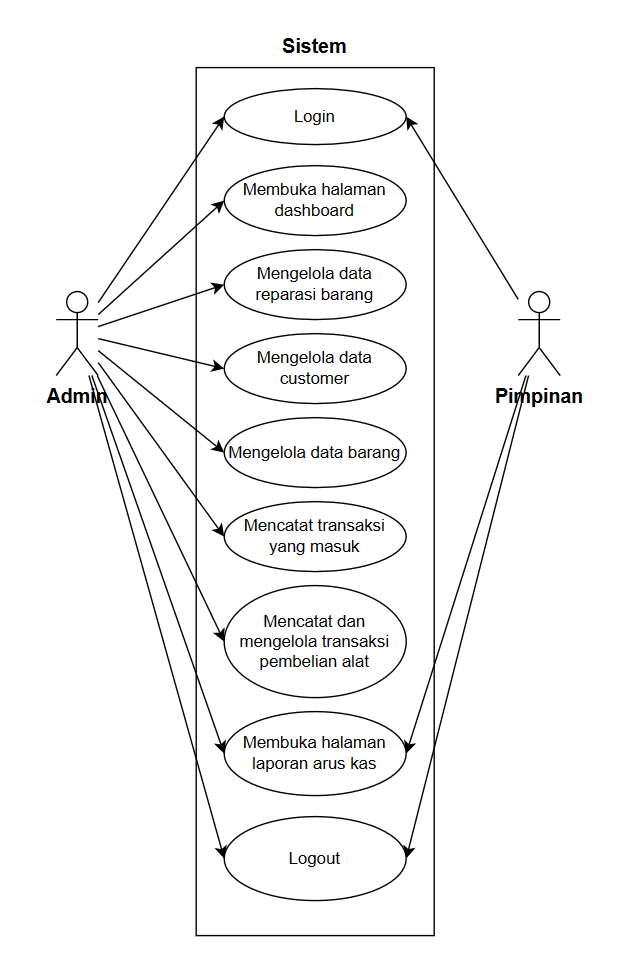 Sistem
Login
Membuka halaman
dashboard
Mengelola data
reparasi barang
Mengelola data
customer
Admin
Pimpinan
Mengelola data barang
Mencatat transaksi
yang masuk
Mencatat dan
mengelola transaksi
pembelian alat
Membuka halaman
laporan arus kas
Logout